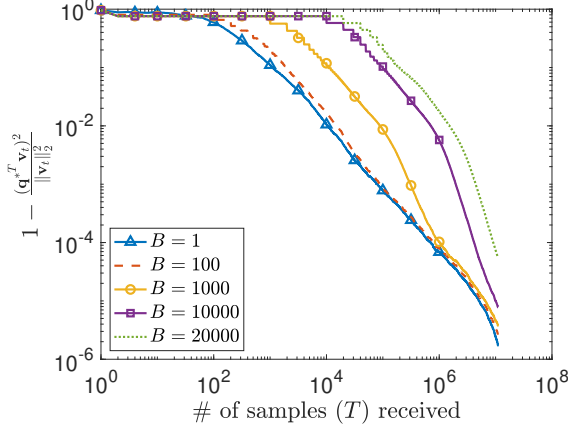 10^0
10^-2
10^-4
10^-6
1 − (q*^T v_t)^2 / ‖v_t‖_2^2
B = 1
B = 100
B = 1000
B = 10000
B = 20000
10^0 10^2 10^4 10^6 10^8
# of samples (T) received